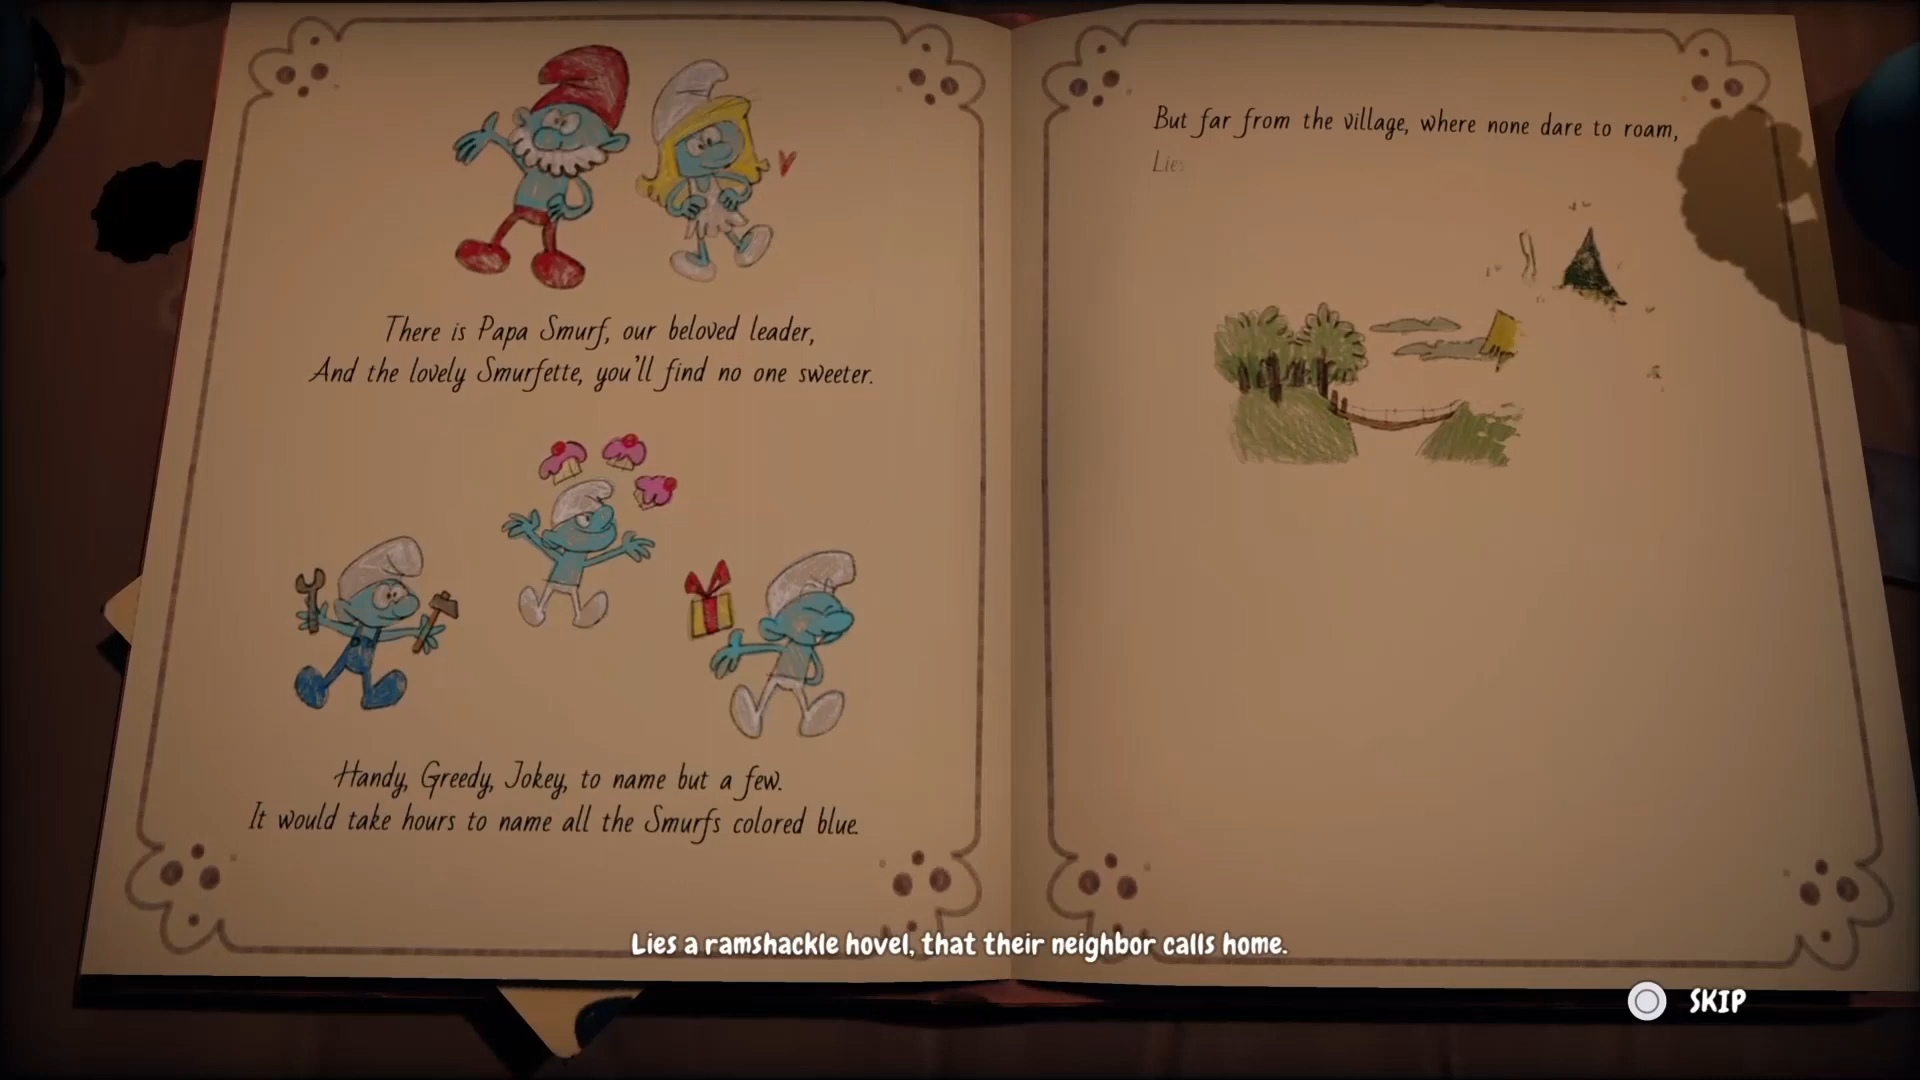 There is Papa Smurf, our beloved leader,
And the lovely Smurfette, you'll find no one sweeter.
Handy, Greedy, Jokey, to name but a few.
It would take hours to name all the Smurfs colored blue.
But far from the village, where none dare to roam,
Lies
Lies a ramshackle hovel, that their neighbor calls home.
SKIP